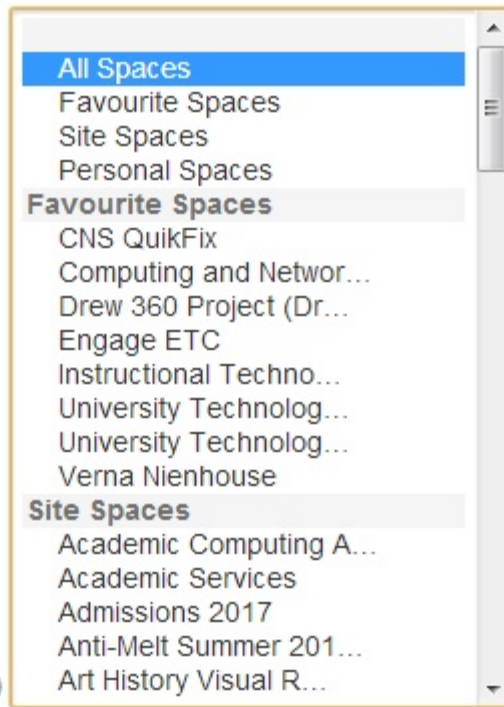 All Spaces
Favourite Spaces
Site Spaces
Personal Spaces
Favourite Spaces
CNS QuikFix
Computing and Networ...
Drew 360 Project (Dr...
Engage ETC
Instructional Techno...
University Technolog...
University Technolog...
Verna Nienhouse
Site Spaces
Academic Computing A...
Academic Services
Admissions 2017
Anti-Melt Summer 201...
Art History Visual R...